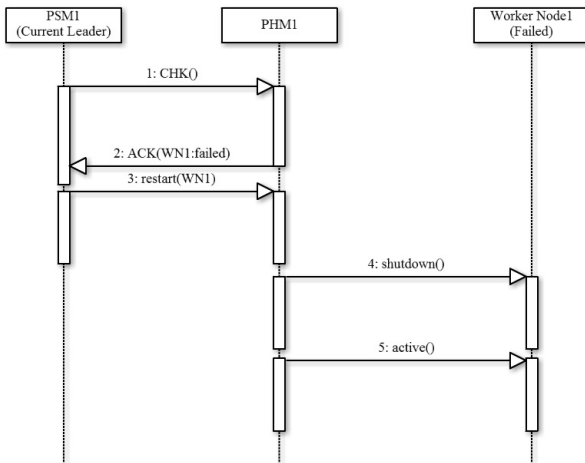 PSM1
(Current Leader)
PHM1
Worker Node1
(Failed)
1: CHK()
2: ACK(WN1:failed)
3: restart(WN1)
4: shutdown()
5: active()